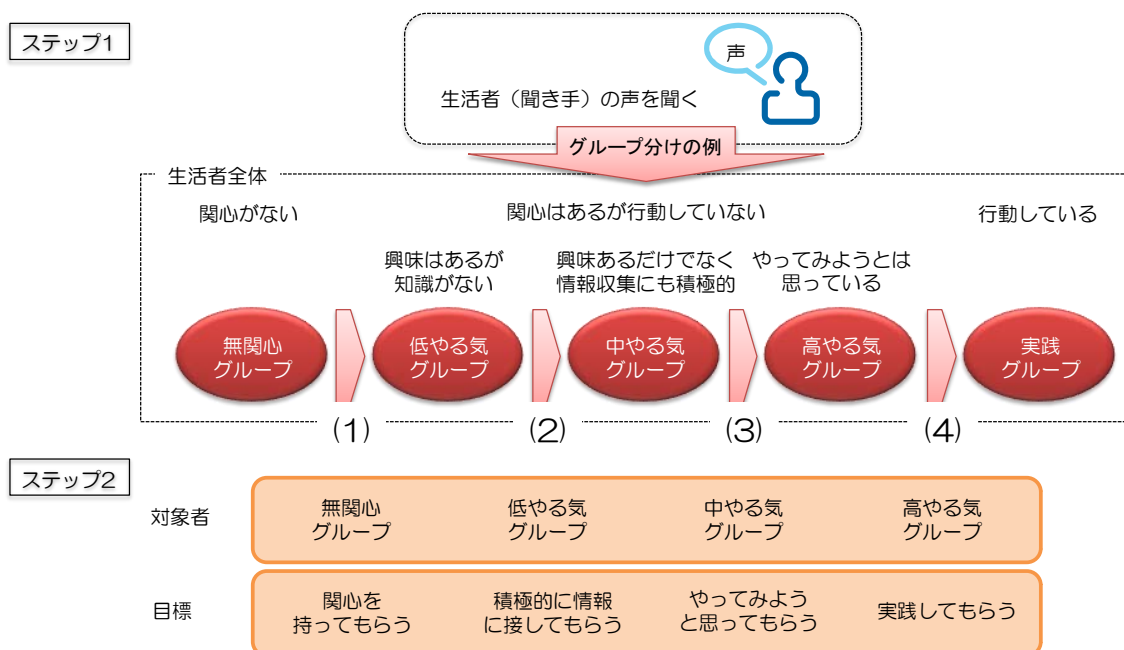 ステップ1
声
生活者（聞き手）の声を聞く
グループ分けの例
生活者全体
関心がない
関心はあるが行動していない
行動している
興味はあるが
知識がない
興味あるだけでなく
情報収集にも積極的
やってみようとは
思っている
無関心
グループ
低やる気
グループ
中やる気
グループ
高やる気
グループ
実践
グループ
(1)
(2)
(3)
(4)
ステップ2
対象者
無関心
グループ
低やる気
グループ
中やる気
グループ
高やる気
グループ
目標
関心を
持ってもらう
積極的に情報
に接してもらう
やってみよう
と思ってもらう
実践してもらう